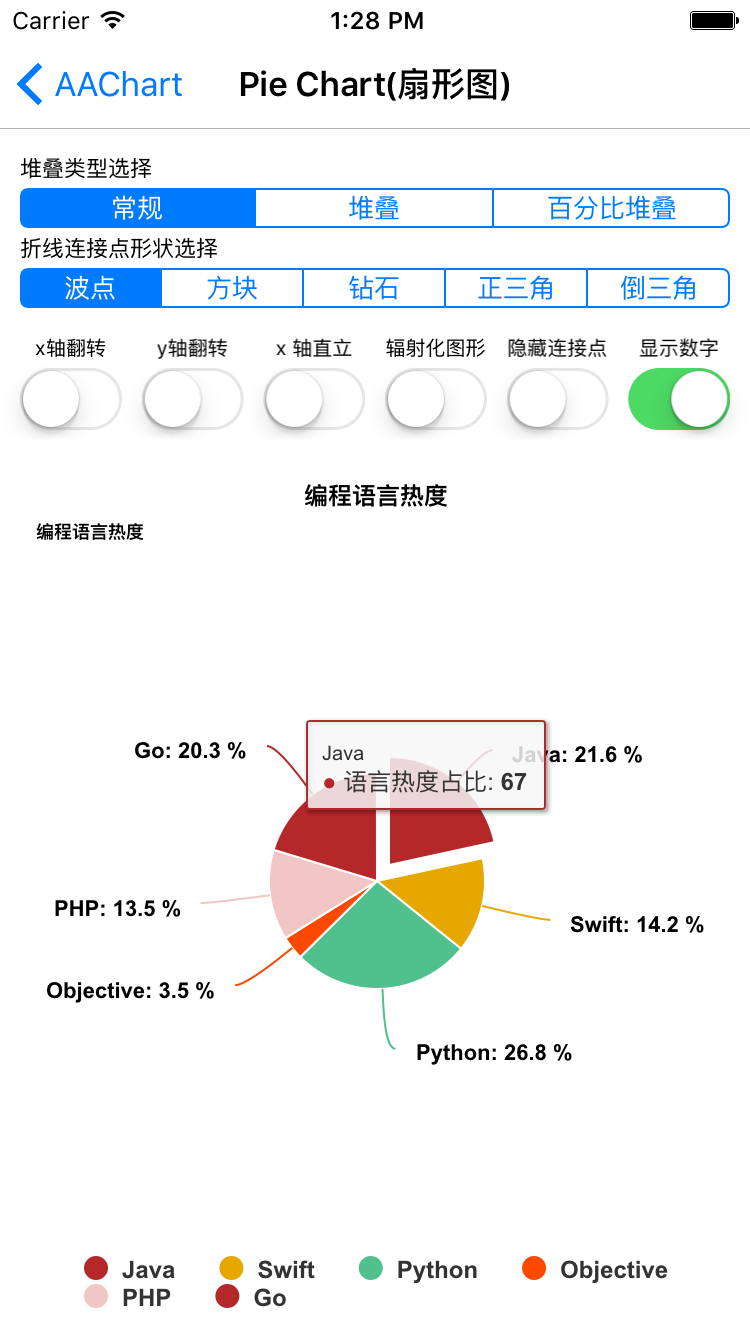 Carrier 1:28 PM
AAChart Pie Chart(扇形图)
堆叠类型选择
常规 堆叠 百分比堆叠
折线连接点形状选择
波点 方块 钻石 正三角 倒三角
x轴翻转 y轴翻转 x 轴直立 辐射化图形 隐藏连接点 显示数字
编程语言热度
编程语言热度
Go: 20.3 %
Java
Java: 21.6 %
语言热度占比: 67
PHP: 13.5 %
Swift: 14.2 %
Objective: 3.5 %
Python: 26.8 %
Java Swift Python Objective
PHP Go